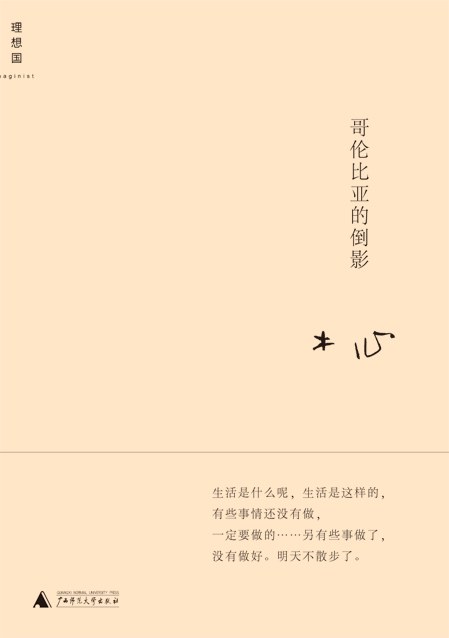 理想国
aginist
哥伦比亚的倒影
木心
生活是什么呢，生活是这样的，
有些事情还没有做，
一定要做的……另有些事做了，
没有做好。明天不散步了。
GUANGXI NORMAL UNIVERSITY PRESS
广西师范大学出版社